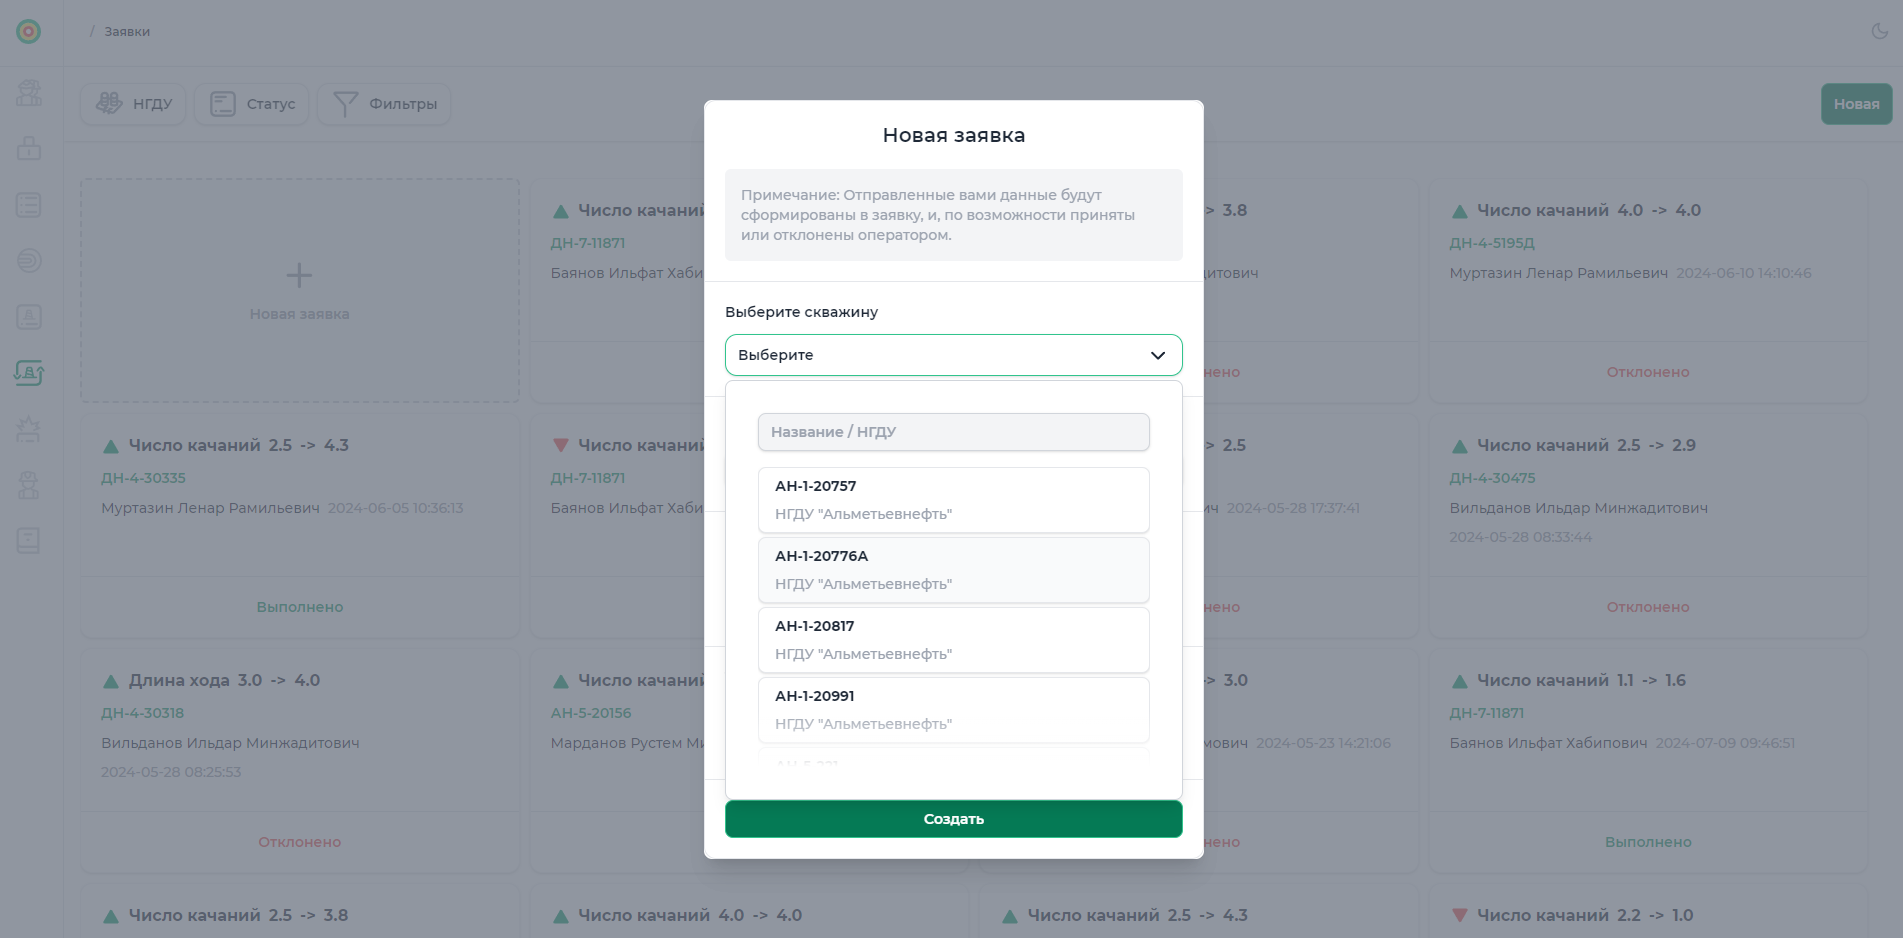 / Заявки
НГДУ
Статус
Фильтры
Новая
Новая заявка
Число качаний
ДН-7-11871
Баянов Ильфат Хаби
-> 3.8
Число качаний 4.0 -> 4.0
ДН-4-5195Д
Муртазин Ленар Рамильевич 2024-06-10 14:10:46
Отклонено
Число качаний 2.5 -> 4.3
ДН-4-30335
Муртазин Ленар Рамильевич 2024-06-05 10:36:13
Выполнено
Число качаний
ДН-7-11871
Баянов Ильфат Хаби
-> 2.5
2024-05-28 17:37:41
Число качаний 2.5 -> 2.9
ДН-4-30475
Вильданов Ильдар Минжадитович
2024-05-28 08:33:44
Отклонено
Длина хода 3.0 -> 4.0
ДН-4-30318
Вильданов Ильдар Минжадитович
2024-05-28 08:25:53
Отклонено
Число качаний
АН-5-20156
Марданов Рустем
-> 3.0
2024-05-23 14:21:06
Число качаний 1.1 -> 1.6
ДН-7-11871
Баянов Ильфат Хабипович 2024-07-09 09:46:51
Выполнено
Число качаний 2.5 -> 3.8
Число качаний 4.0 -> 4.0
Число качаний 2.5 -> 4.3
Число качаний 2.2 -> 1.0
Новая заявка
Примечание: Отправленные вами данные будут
сформированы в заявку, и, по возможности приняты
или отклонены оператором.
Выберите скважину
Выберите
Название / НГДУ
АН-1-20757
НГДУ "Альметьевнефть"
АН-1-20776А
НГДУ "Альметьевнефть"
АН-1-20817
НГДУ "Альметьевнефть"
АН-1-20991
НГДУ "Альметьевнефть"
Создать